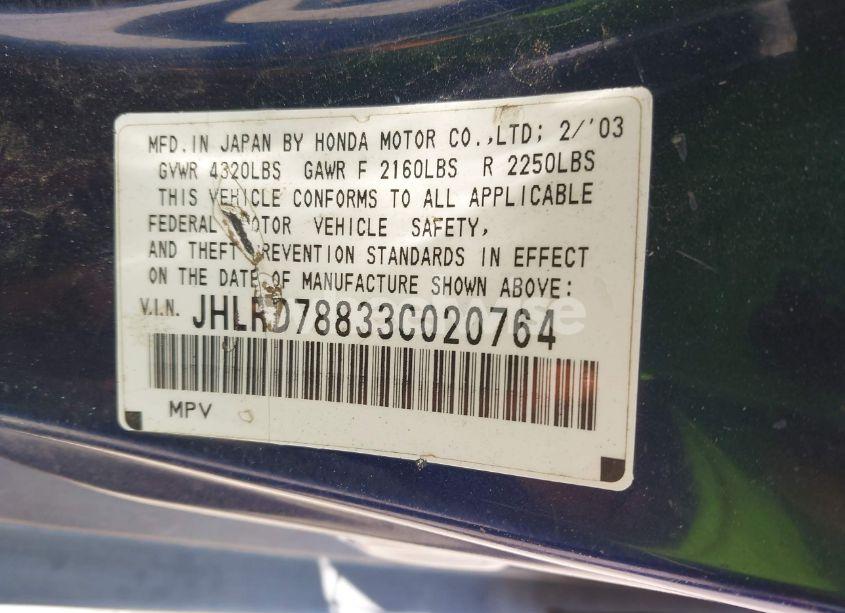 MFD. IN JAPAN BY HONDA MOTOR CO.,LTD; 2/'03
GVWR 4320LBS GAWR F 2160LBS R 2250LBS
THIS VEHICLE CONFORMS TO ALL APPLICABLE
FEDERAL MOTOR VEHICLE SAFETY,
AND THEFT PREVENTION STANDARDS IN EFFECT
ON THE DATE OF MANUFACTURE SHOWN ABOVE:
V.I.N. JHLRD78833C020764
MPV